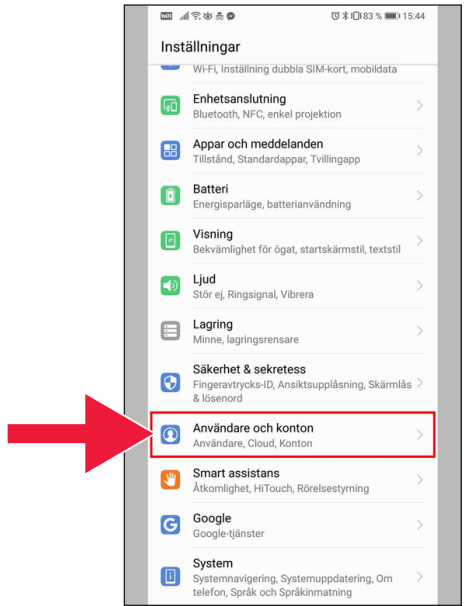 83 % 15:44
Inställningar
Wi-Fi, Inställning dubbla SIM-kort, mobildata
Enhetsanslutning
Bluetooth, NFC, enkel projektion
Appar och meddelanden
Tillstånd, Standardappar, Tvillingapp
Batteri
Energisparläge, batterianvändning
Visning
Bekvämlighet för ögat, startskärmstil, textstil
Ljud
Stör ej, Ringsignal, Vibrera
Lagring
Minne, lagringsrensare
Säkerhet & sekretess
Fingeravtrycks-ID, Ansiktsupplåsning, Skärmlås
& lösenord
Användare och konton
Användare, Cloud, Konton
Smart assistans
Åtkomlighet, HiTouch, Rörelsestyrning
Google
Google-tjänster
System
Systemnavigering, Systemuppdatering, Om
telefon, Språk och Språkinmatning